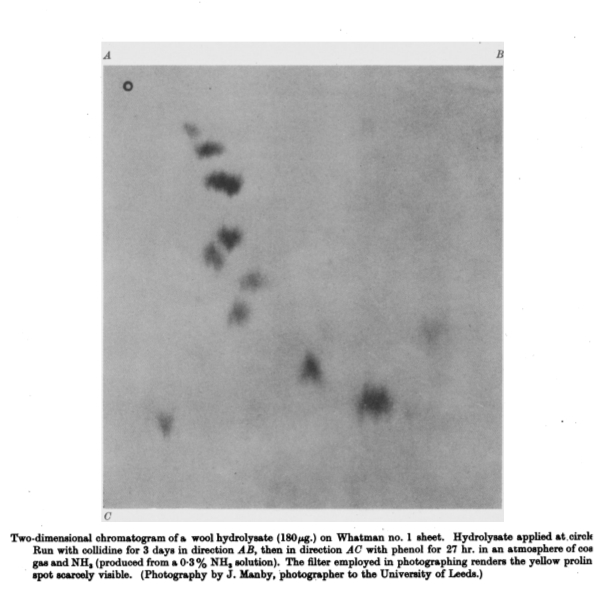 A B
C
Two-dimensional chromatogram of a wool hydrolysate (180μg.) on Whatman no. 1 sheet. Hydrolysate applied at circle
Run with collidine for 3 days in direction AB, then in direction AC with phenol for 27 hr. in an atmosphere of coa
gas and NH₃ (produced from a 0·3% NH₃ solution). The filter employed in photographing renders the yellow prolin
spot scarcely visible. (Photography by J. Manby, photographer to the University of Leeds.)